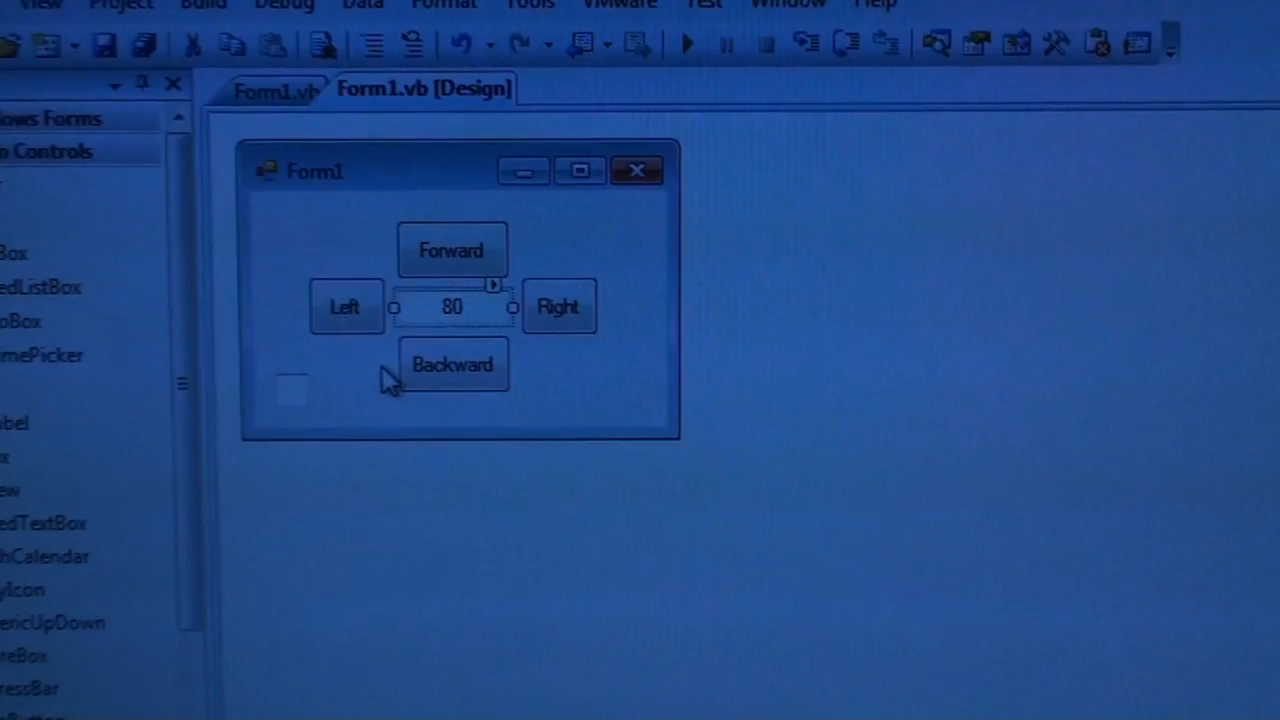 View Project Build Debug Data Format Tools VMware Test Window Help
Form1.vb Form1.vb [Design]
ows Forms
n Controls
Form1
Forward
Left 80 Right
Backward
Box
edListBox
oBox
mePicker
abel
x
ew
edTextBox
hCalendar
yIcon
ericUpDown
reBox
ressBar